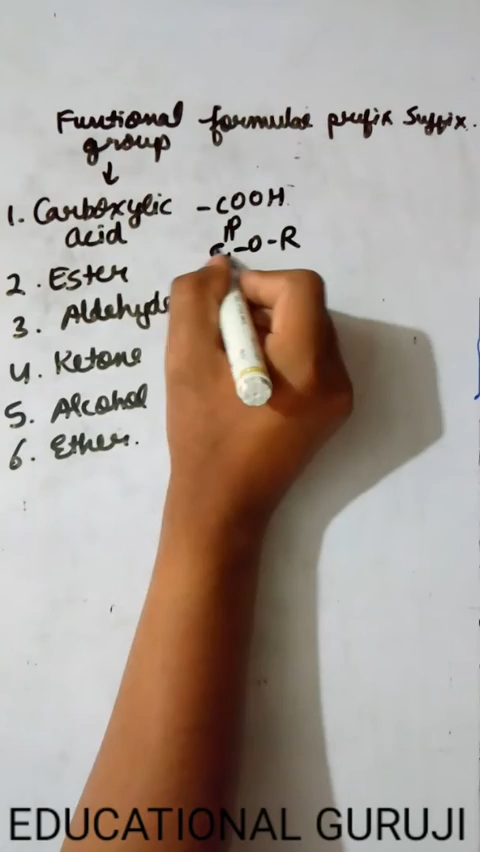 Functional formulae prefix Suffix.
group
↓
1. Carboxylic -COOH
acid
-O-R
2. Ester
3. Aldehyde
4. Ketone
5. Alcohol
6. Ether.
EDUCATIONAL GURUJI